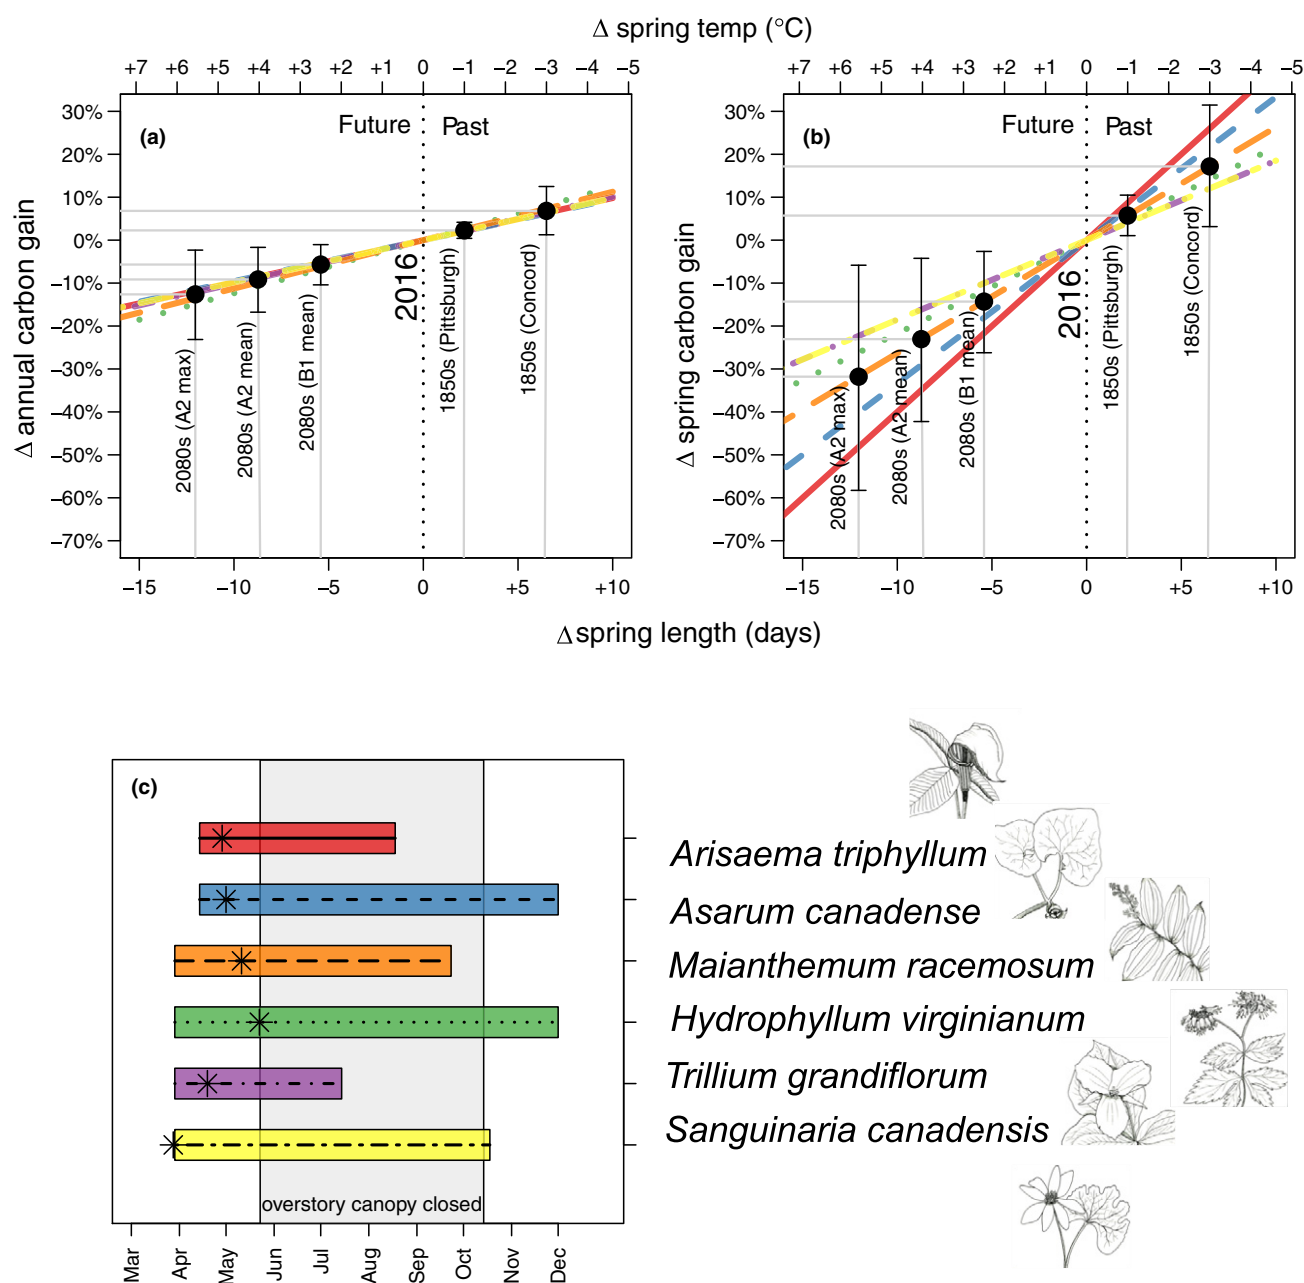 Δ spring temp (°C)
+7 +6 +5 +4 +3 +2 +1 0 −1 −2 −3 −4 −5
+7 +6 +5 +4 +3 +2 +1 0 −1 −2 −3 −4 −5
Δ annual carbon gain
30%
20%
10%
0%
−10%
−20%
−30%
−40%
−50%
−60%
−70%
(a)
Future
Past
2016
2080s (A2 max)
2080s (A2 mean)
2080s (B1 mean)
1850s (Pittsburgh)
1850s (Concord)
−15 −10 −5 0 +5 +10
Δ spring carbon gain
30%
20%
10%
0%
−10%
−20%
−30%
−40%
−50%
−60%
−70%
(b)
Future
Past
2016
2080s (A2 max)
2080s (A2 mean)
2080s (B1 mean)
1850s (Pittsburgh)
1850s (Concord)
−15 −10 −5 0 +5 +10
Δ spring length (days)
(c)
overstory canopy closed
Mar Apr May Jun Jul Aug Sep Oct Nov Dec
Arisaema triphyllum
Asarum canadense
Maianthemum racemosum
Hydrophyllum virginianum
Trillium grandiflorum
Sanguinaria canadensis